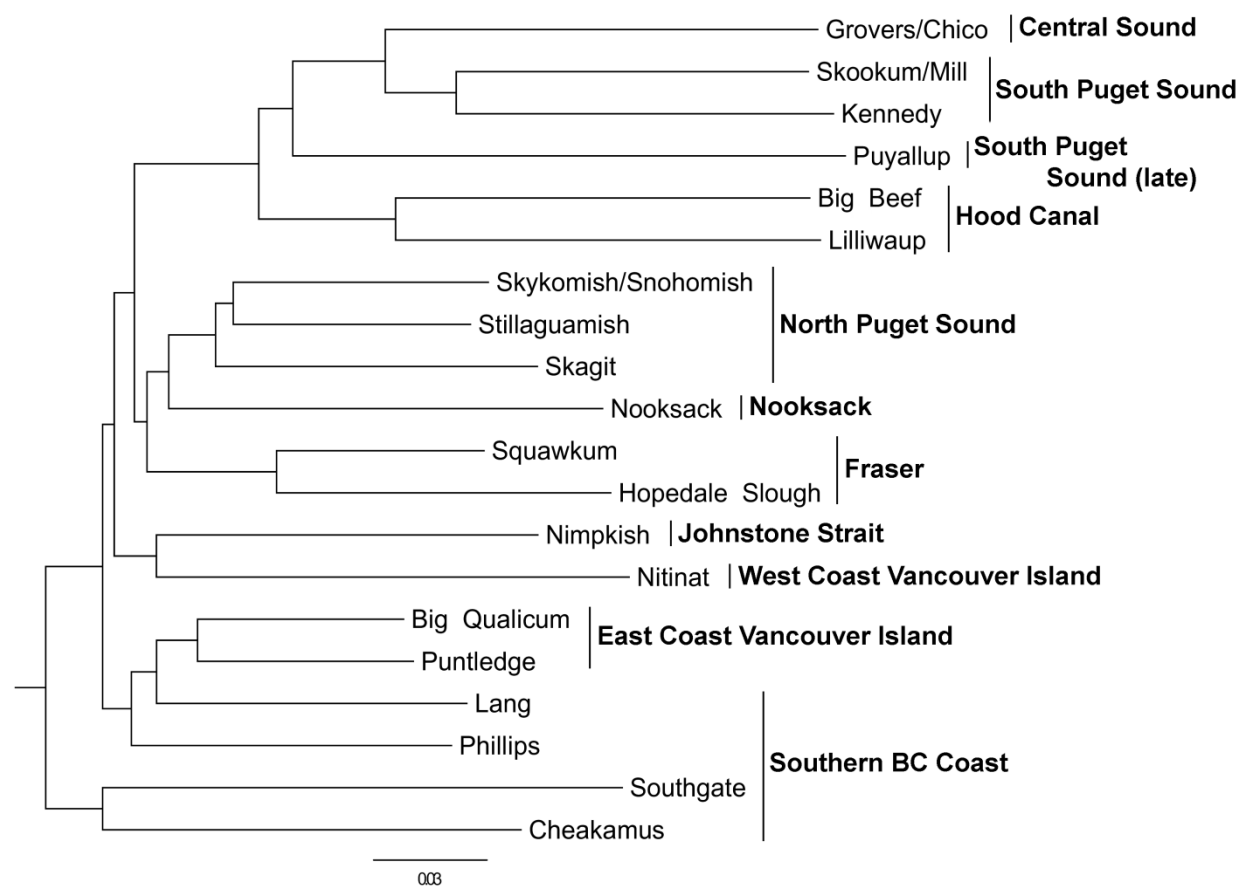 Grovers/Chico
Central Sound
Skookum/Mill
South Puget Sound
Kennedy
Puyallup
South Puget
Sound (late)
Big Beef
Hood Canal
Lilliwaup
Skykomish/Snohomish
Stillaguamish
North Puget Sound
Skagit
Nooksack
Nooksack
Squawkum
Fraser
Hopedale Slough
Nimpkish
Johnstone Strait
Nitinat
West Coast Vancouver Island
Big Qualicum
East Coast Vancouver Island
Puntledge
Lang
Phillips
Southern BC Coast
Southgate
Cheakamus
0.03